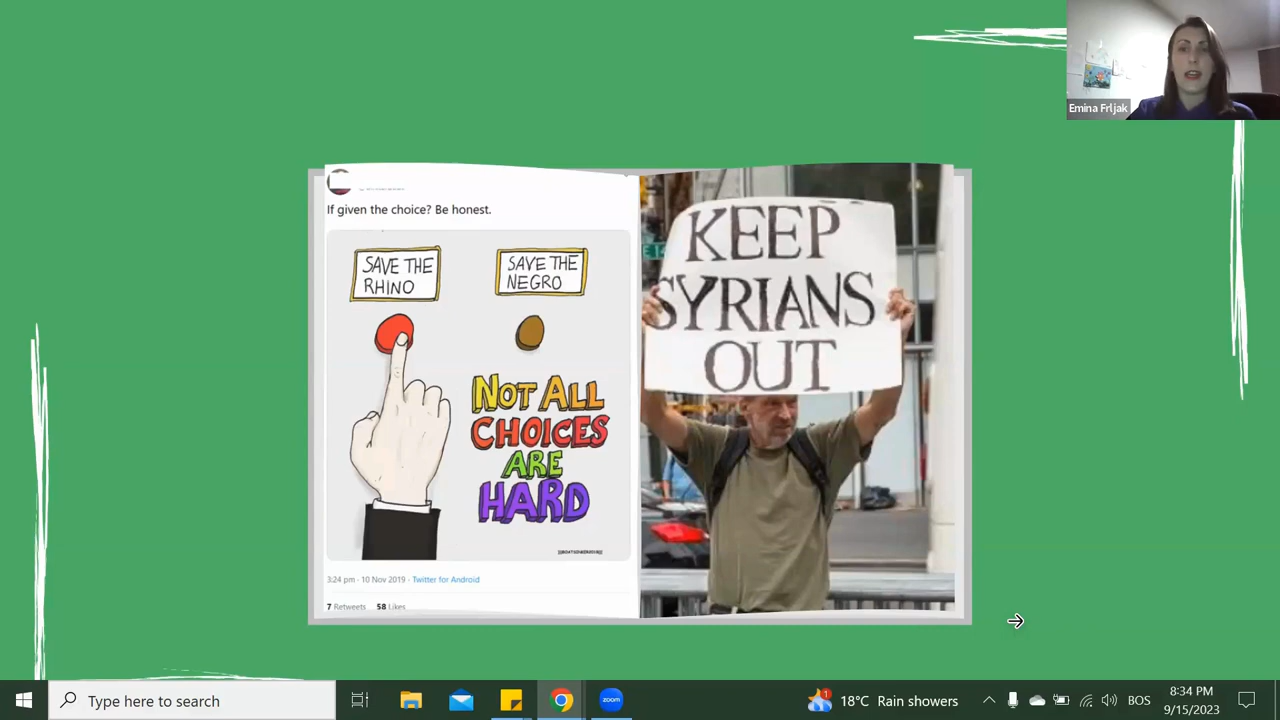 Emina Frljak
If given the choice? Be honest.
SAVE THE
RHINO
SAVE THE
NEGRO
NOT ALL
CHOICES
ARE
HARD
3:24 pm · 10 Nov 2019 · Twitter for Android
7 Retweets 58 Likes
KEEP
SYRIANS
OUT
Type here to search
zoom
1
18°C Rain showers
BOS
8:34 PM
9/15/2023